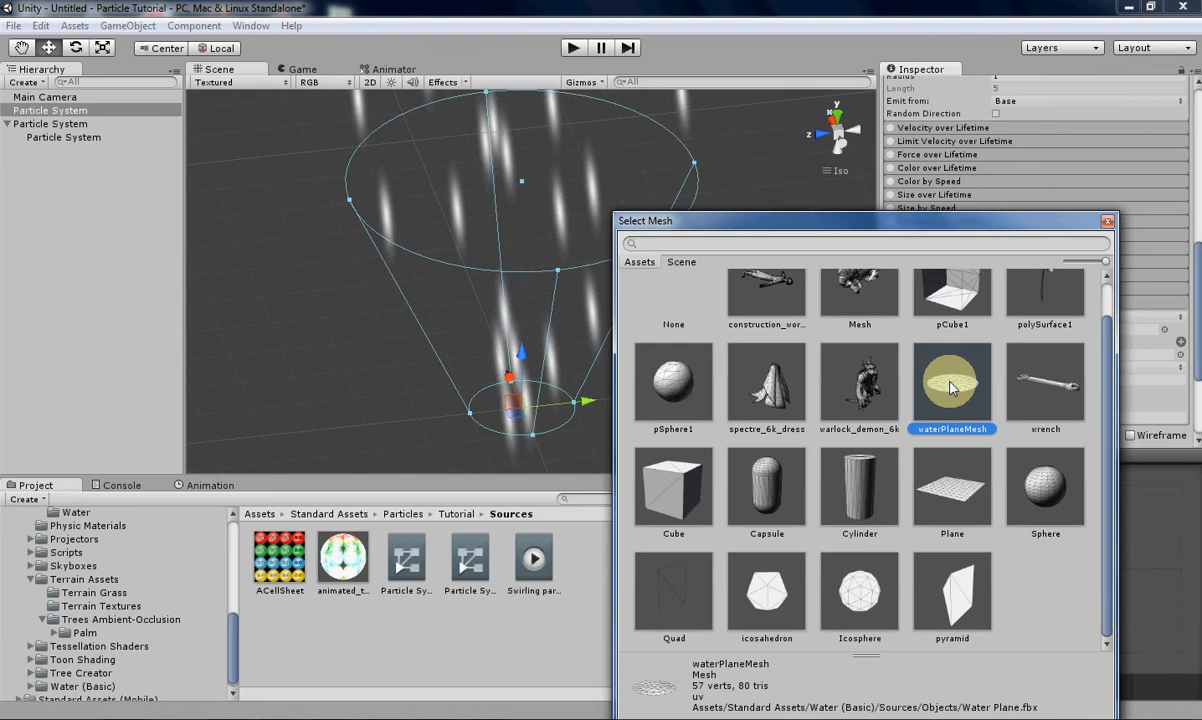 Unity - Untitled - Particle Tutorial - PC, Mac & Linux Standalone*
File Edit Assets GameObject Component Window Help
Center Local Layers Layout
Hierarchy Scene Game Animator Inspector
Create All Textured RGB 2D Effects Gizmos All
Main Camera
Particle System
Particle System
Particle System
y
x
z
Iso
Radius 1
Length 5
Emit from: Base
Random Direction
Velocity over Lifetime
Limit Velocity over Lifetime
Force over Lifetime
Color over Lifetime
Color by Speed
Size over Lifetime
Size by Speed
Wireframe
Select Mesh
Assets Scene
None construction_wor... Mesh pCube1 polySurface1
pSphere1 spectre_6k_dress warlock_demon_6k waterPlaneMesh wrench
Cube Capsule Cylinder Plane Sphere
Quad icosahedron Icosphere pyramid
waterPlaneMesh
Mesh
57 verts, 80 tris
uv
Assets/Standard Assets/Water (Basic)/Sources/Objects/Water Plane.fbx
Project Console Animation
Create
Water
Physic Materials
Projectors
Scripts
Skyboxes
Terrain Assets
Terrain Grass
Terrain Textures
Trees Ambient-Occlusion
Palm
Tessellation Shaders
Toon Shading
Tree Creator
Water (Basic)
Standard Assets (Mobile)
Assets Standard Assets Particles Tutorial Sources
ACellSheet animated_t... Particle Sy... Particle Sy... Swirling par...